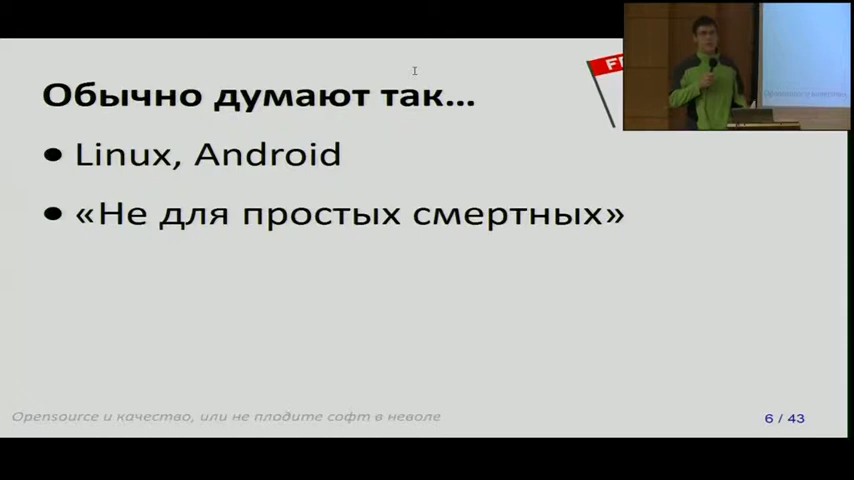 Обычно думают так...
Linux, Android
«Не для простых смертных»
Opensource и качество, или не плодите софт в неволе
6 / 43